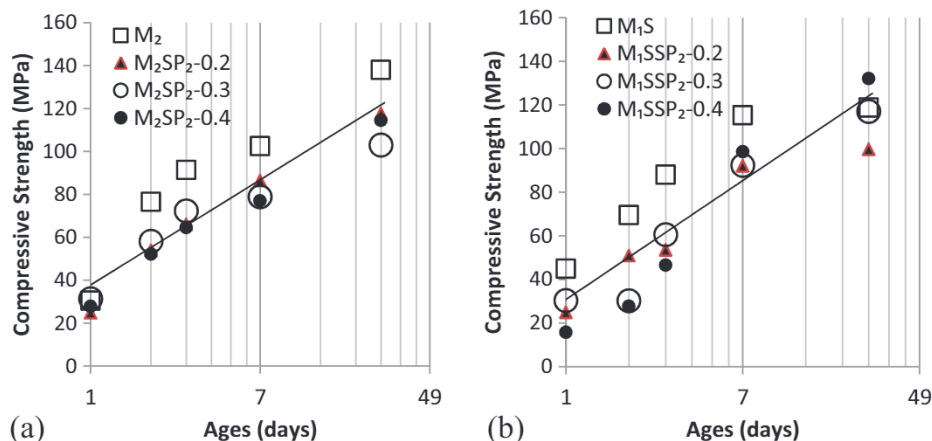 160
140
120
100
80
60
40
20
0
Compressive Strength (MPa)
M₂
M₂SP₂-0.2
M₂SP₂-0.3
M₂SP₂-0.4
1
7
49
Ages (days)
(a)
160
140
120
100
80
60
40
20
0
Compressive Strength (MPa)
M₁S
M₁SSP₂-0.2
M₁SSP₂-0.3
M₁SSP₂-0.4
1
7
49
Ages (days)
(b)